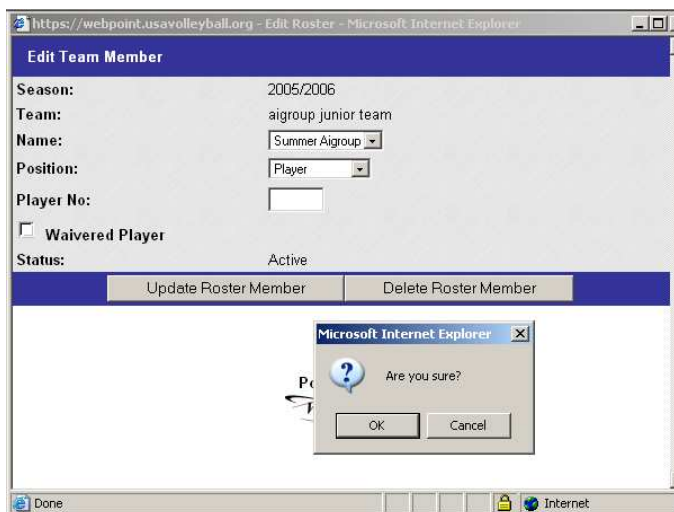 https://webpoint.usavolleyball.org - Edit Roster - Microsoft Internet Explorer
Edit Team Member
Season: 2005/2006
Team: aigroup junior team
Name: Summer Aigroup
Position: Player
Player No:
Waivered Player
Status: Active
Update Roster Member Delete Roster Member
Microsoft Internet Explorer
Are you sure?
OK Cancel
Done Internet